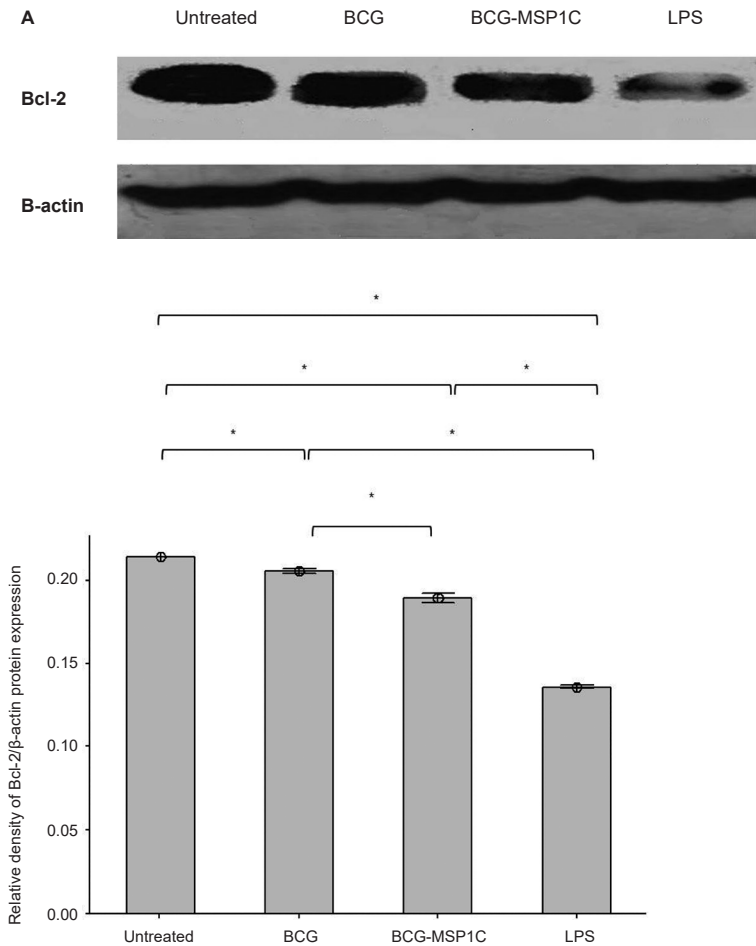 A
Untreated BCG BCG-MSP1C LPS
Bcl-2
B-actin
*
* *
* *
*
Relative density of Bcl-2/β-actin protein expression
0.20
0.15
0.10
0.05
0.00
Untreated BCG BCG-MSP1C LPS